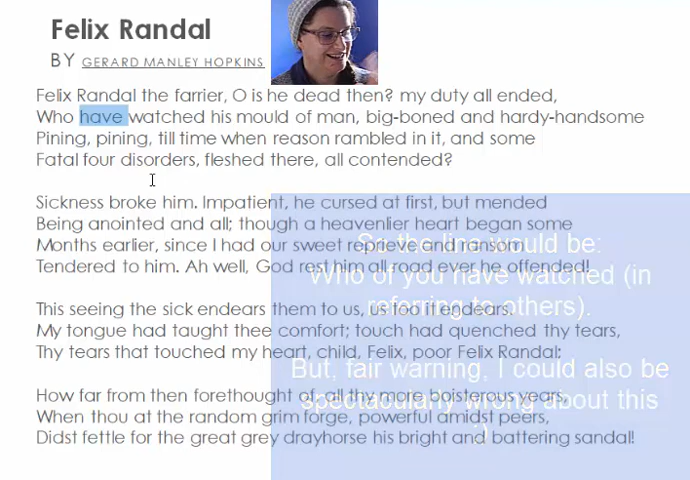 Felix Randal
BY GERARD MANLEY HOPKINS
Felix Randal the farrier, O is he dead then? my duty all ended,
Who have watched his mould of man, big-boned and hardy-handsome
Pining, pining, till time when reason rambled in it, and some
Fatal four disorders, fleshed there, all contended?
Sickness broke him. Impatient, he cursed at first, but mended
Being anointed and all; though a heavenlier heart began some
Months earlier, since I had our sweet reprieve and ransom
Tendered to him. Ah well, God rest him all road ever he offended!
This seeing the sick endears them to us, us too it endears.
My tongue had taught thee comfort, touch had quenched thy tears,
Thy tears that touched my heart, child, Felix, poor Felix Randal;
How far from then forethought of, all thy more boisterous years,
When thou at the random grim forge, powerful amidst peers,
Didst fettle for the great grey drayhorse his bright and battering sandal!
So the line would be:
Who of you have watched (in
referring to others).
But, fair warning, I could also be
spectacularly wrong about this
:)